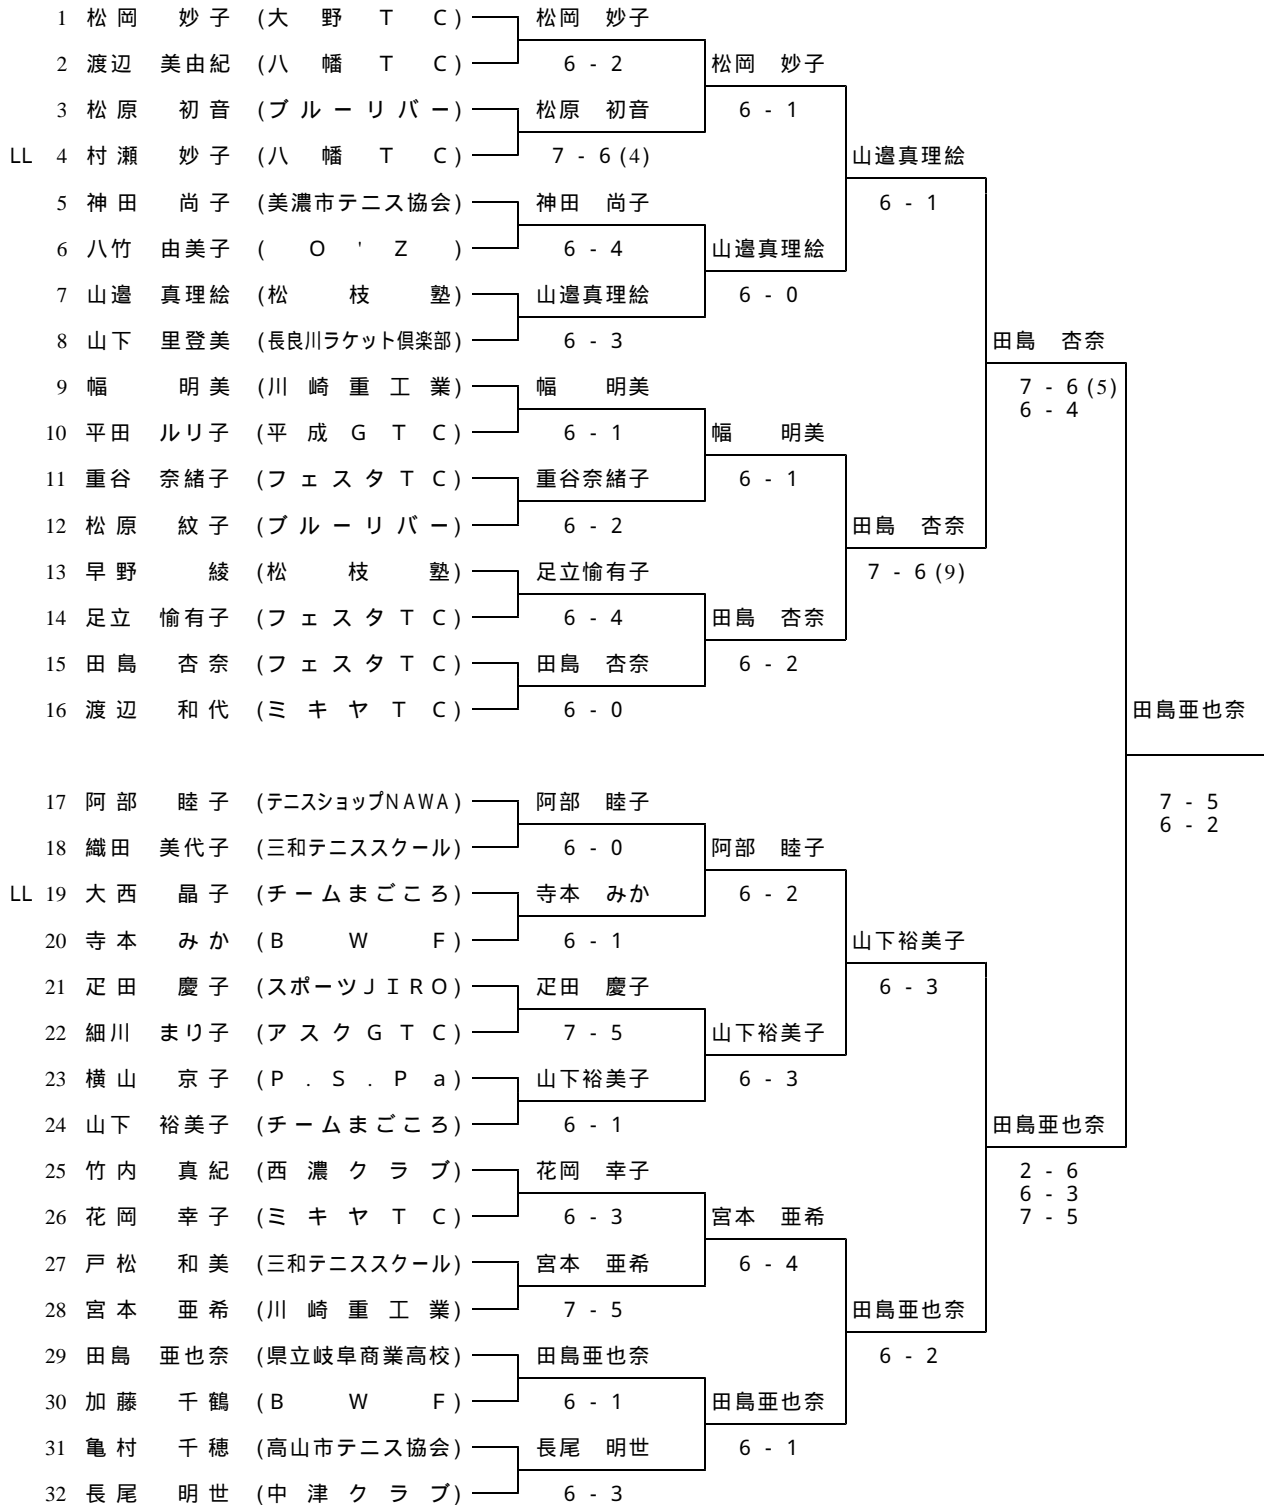 1 松岡 妙子 (大野TC) 松岡 妙子
2 渡辺 美由紀 (八幡TC) 6 - 2 松岡 妙子
3 松原 初音 (ブルーリバー) 松原 初音 6 - 1
LL 4 村瀬 妙子 (八幡TC) 7 - 6 (4) 山邉真理絵
5 神田 尚子 (美濃市テニス協会) 神田 尚子 6 - 1
6 八竹 由美子 (O'Z) 6 - 4 山邉真理絵
7 山邉 真理絵 (松枝塾) 山邉真理絵 6 - 0
8 山下 里登美 (長良川ラケット倶楽部) 6 - 3 田島 杏奈
9 幅 明美 (川崎重工業) 幅 明美 7 - 6 (5)
6 - 4
10 平田 ルリ子 (平成GTC) 6 - 1 幅 明美
11 重谷 奈緒子 (フェスタTC) 重谷奈緒子 6 - 1
12 松原 紋子 (ブルーリバー) 6 - 2 田島 杏奈
13 早野 綾 (松枝塾) 足立愉有子 7 - 6 (9)
14 足立 愉有子 (フェスタTC) 6 - 4 田島 杏奈
15 田島 杏奈 (フェスタTC) 田島 杏奈 6 - 2
16 渡辺 和代 (ミキヤTC) 6 - 0 田島亜也奈
17 阿部 睦子 (テニスショップNAWA) 阿部 睦子 7 - 5
6 - 2
18 織田 美代子 (三和テニススクール) 6 - 0 阿部 睦子
LL 19 大西 晶子 (チームまごころ) 寺本 みか 6 - 2
20 寺本 みか (BWF) 6 - 1 山下裕美子
21 疋田 慶子 (スポーツJIRO) 疋田 慶子 6 - 3
22 細川 まり子 (アスクGTC) 7 - 5 山下裕美子
23 横山 京子 (P.S.Pa) 山下裕美子 6 - 3
24 山下 裕美子 (チームまごころ) 6 - 1 田島亜也奈
25 竹内 真紀 (西濃クラブ) 花岡 幸子 2 - 6
6 - 3
26 花岡 幸子 (ミキヤTC) 6 - 3 宮本 亜希 7 - 5
27 戸松 和美 (三和テニススクール) 宮本 亜希 6 - 4
28 宮本 亜希 (川崎重工業) 7 - 5 田島亜也奈
29 田島 亜也奈 (県立岐阜商業高校) 田島亜也奈 6 - 2
30 加藤 千鶴 (BWF) 6 - 1 田島亜也奈
31 亀村 千穂 (高山市テニス協会) 長尾 明世 6 - 1
32 長尾 明世 (中津クラブ) 6 - 3